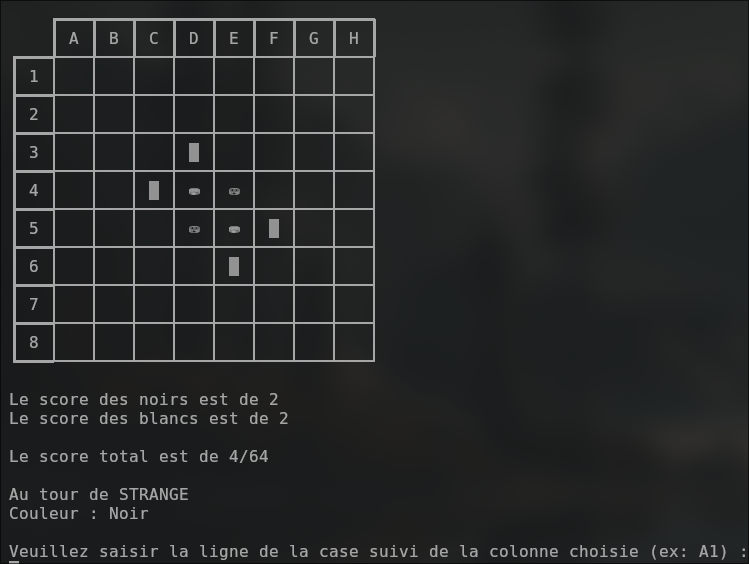 A B C D E F G H
1
2
3
4
5
6
7
8
Le score des noirs est de 2
Le score des blancs est de 2
Le score total est de 4/64
Au tour de STRANGE
Couleur : Noir
Veuillez saisir la ligne de la case suivi de la colonne choisie (ex: A1) :